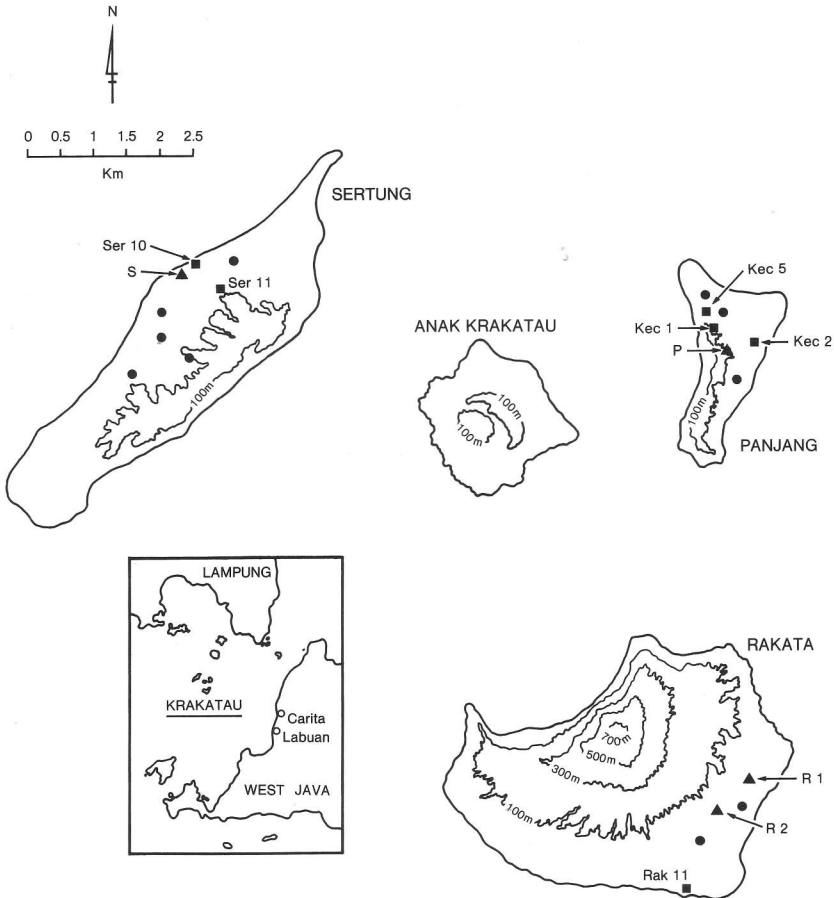 N
0 0.5 1 1.5 2 2.5
Km
SERTUNG
Ser 10
S
Ser 11
100m
ANAK KRAKATAU
100m
100m
Kec 5
Kec 1
Kec 2
P
100m
PANJANG
LAMPUNG
KRAKATAU
Carita
Labuan
WEST JAVA
RAKATA
700m
500m
300m
100m
R 1
R 2
Rak 11